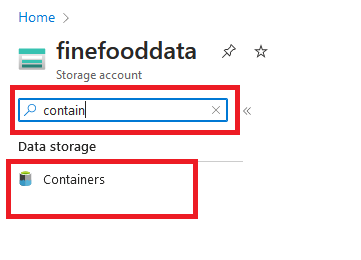 Home
finefooddata
Storage account
contain
Data storage
Containers